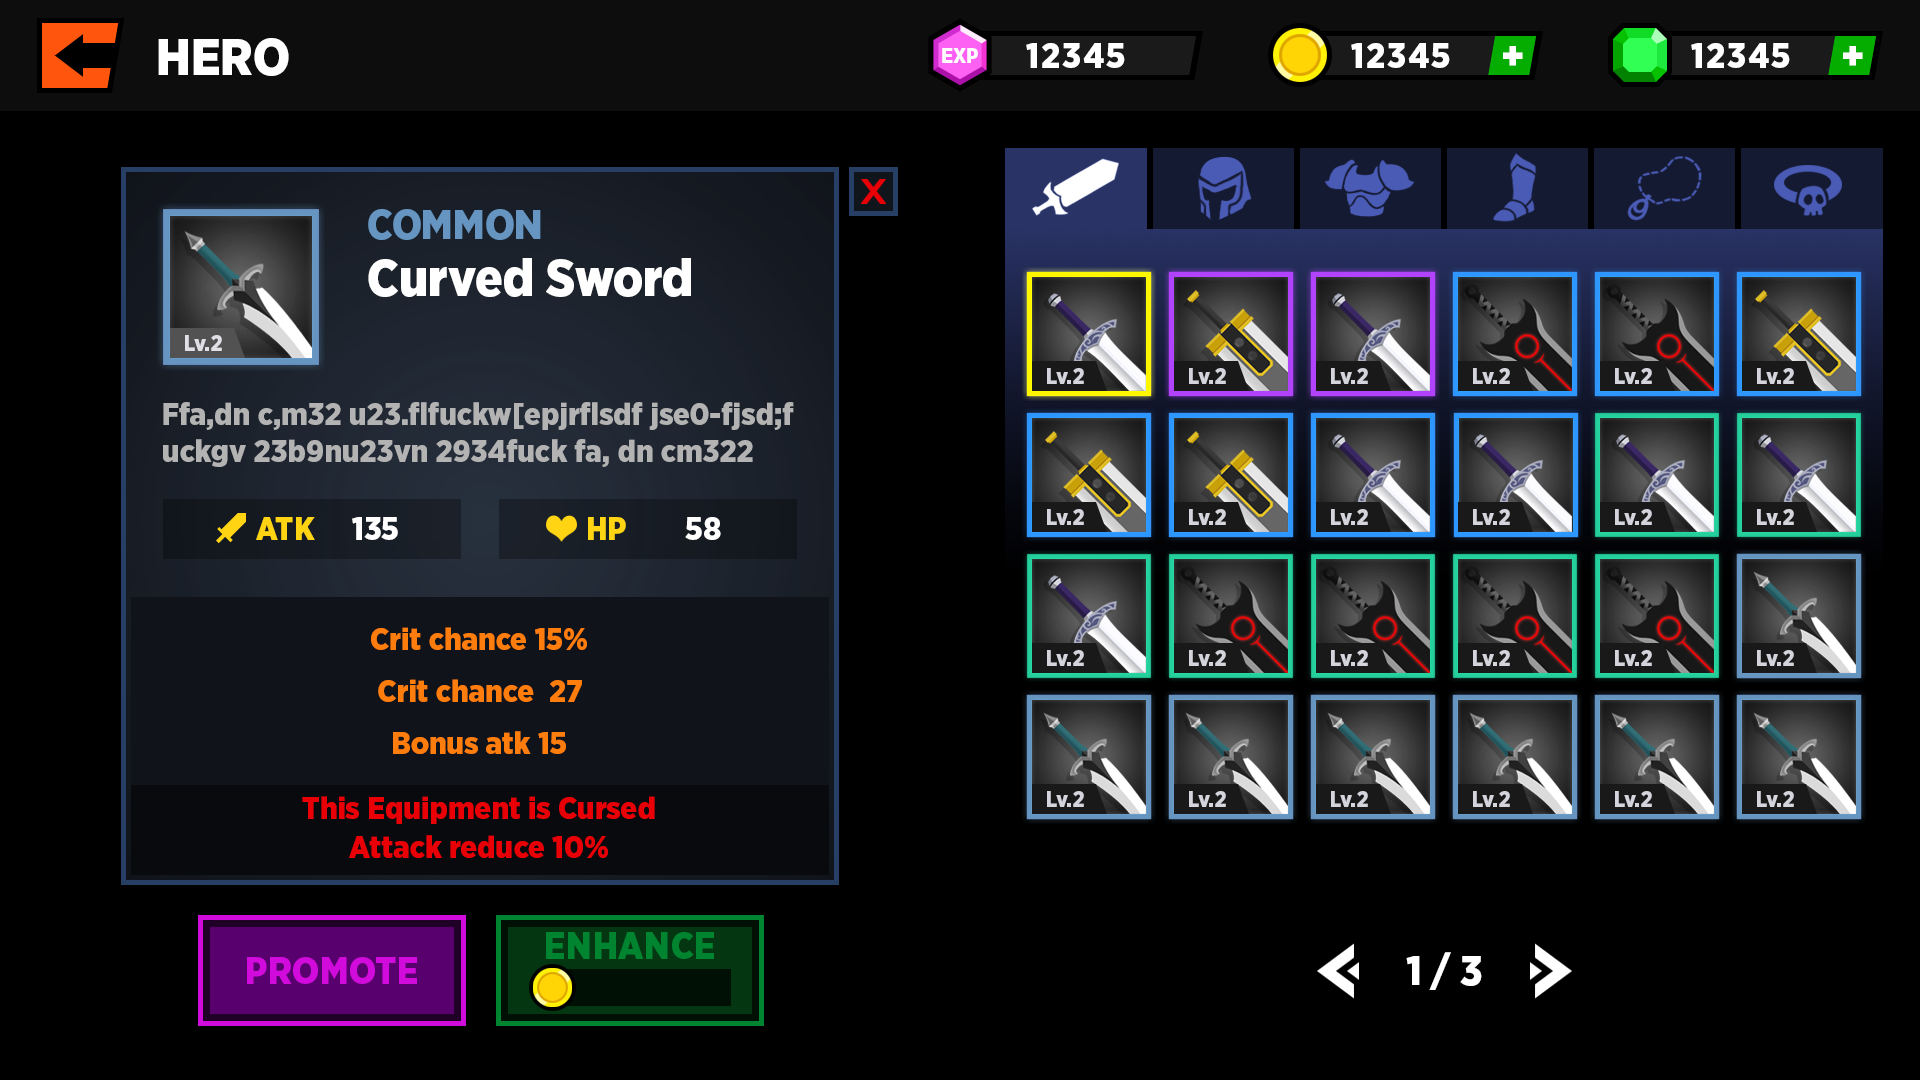 HERO
EXP 12345
12345 +
12345 +
X
COMMON
Curved Sword
Lv.2
Ffa,dn c,m32 u23.flfuckw[epjrflsdf jse0-fjsd;f
uckgv 23b9nu23vn 2934fuck fa, dn cm322
ATK 135
HP 58
Crit chance 15%
Crit chance 27
Bonus atk 15
This Equipment is Cursed
Attack reduce 10%
PROMOTE
ENHANCE
Lv.2 Lv.2 Lv.2 Lv.2 Lv.2 Lv.2
Lv.2 Lv.2 Lv.2 Lv.2 Lv.2 Lv.2
Lv.2 Lv.2 Lv.2 Lv.2 Lv.2 Lv.2
Lv.2 Lv.2 Lv.2 Lv.2 Lv.2 Lv.2
1 / 3